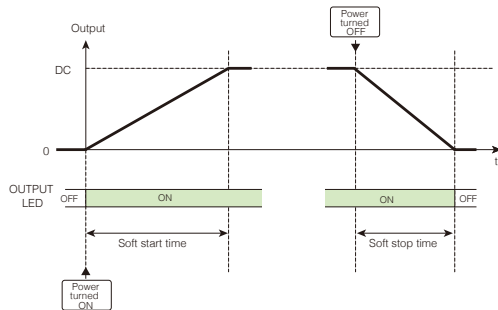 Power
turned
OFF
Output
DC
0
t
OUTPUT
LED
OFF
ON
ON
OFF
Soft start time
Soft stop time
Power
turned
ON